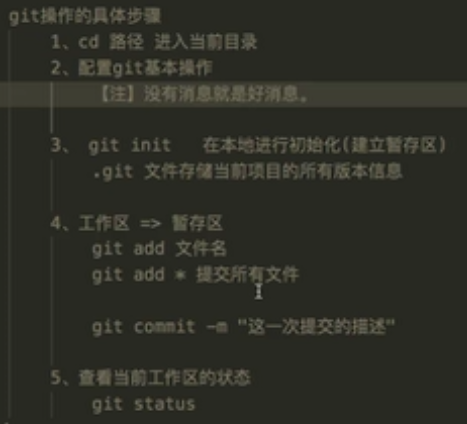 git操作的具体步骤
1、cd 路径 进入当前目录
2、配置git基本操作
【注】没有消息就是好消息。
3、 git init 在本地进行初始化(建立暂存区)
.git 文件存储当前项目的所有版本信息
4、工作区 => 暂存区
git add 文件名
git add * 提交所有文件
git commit -m "这一次提交的描述"
5、查看当前工作区的状态
git status